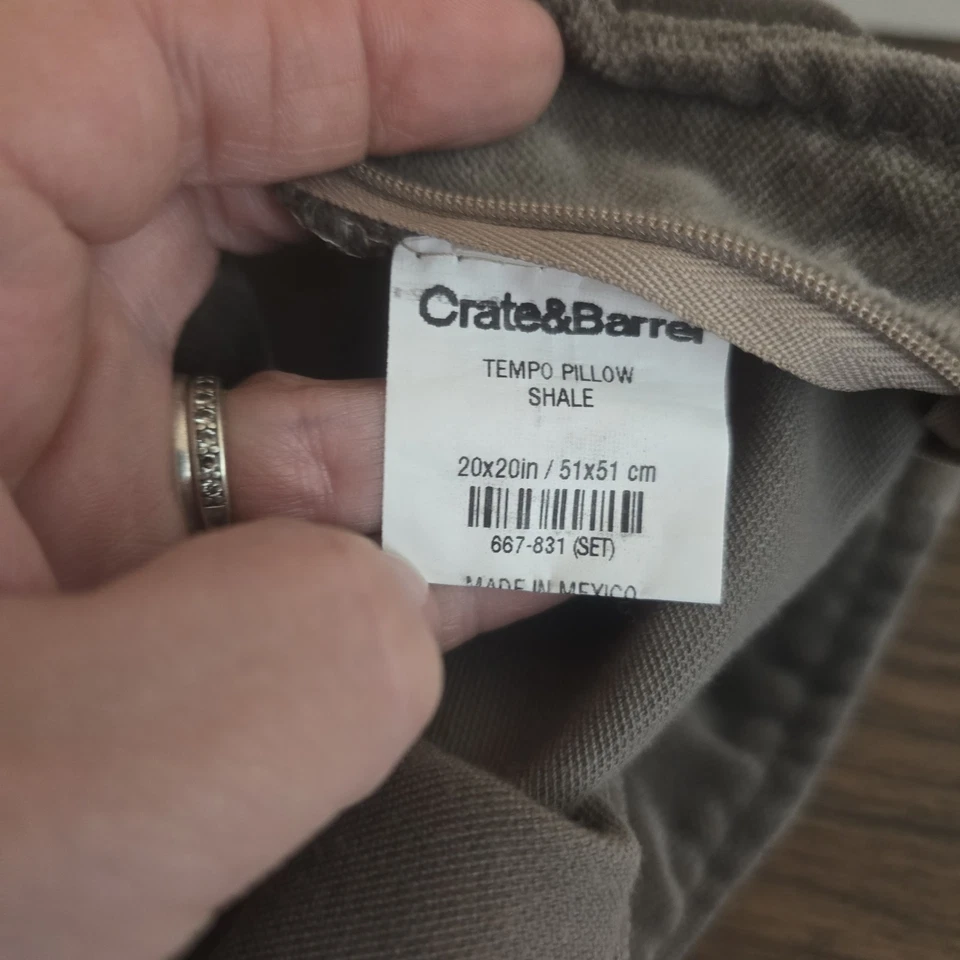 Crate&Barrel
TEMPO PILLOW
SHALE
20x20in / 51x51 cm
667-831 (SET)
MADE IN MEXICO